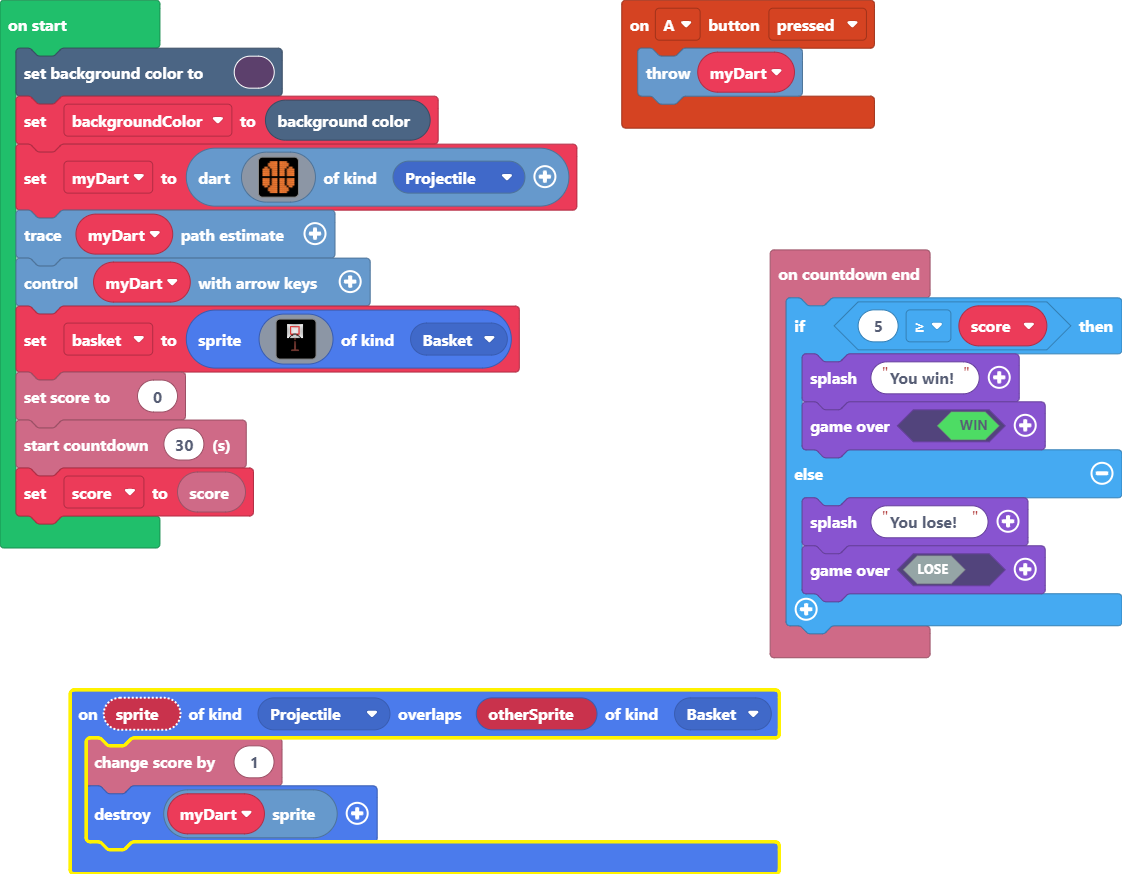 on start
set background color to
set backgroundColor to background color
set myDart to dart of kind Projectile
trace myDart path estimate
control myDart with arrow keys
set basket to sprite of kind Basket
set score to 0
start countdown 30 (s)
set score to score
on A button pressed
throw myDart
on countdown end
if 5 ≥ score then
splash "You win! "
game over WIN
else
splash "You lose! "
game over LOSE
on sprite of kind Projectile overlaps otherSprite of kind Basket
change score by 1
destroy myDart sprite